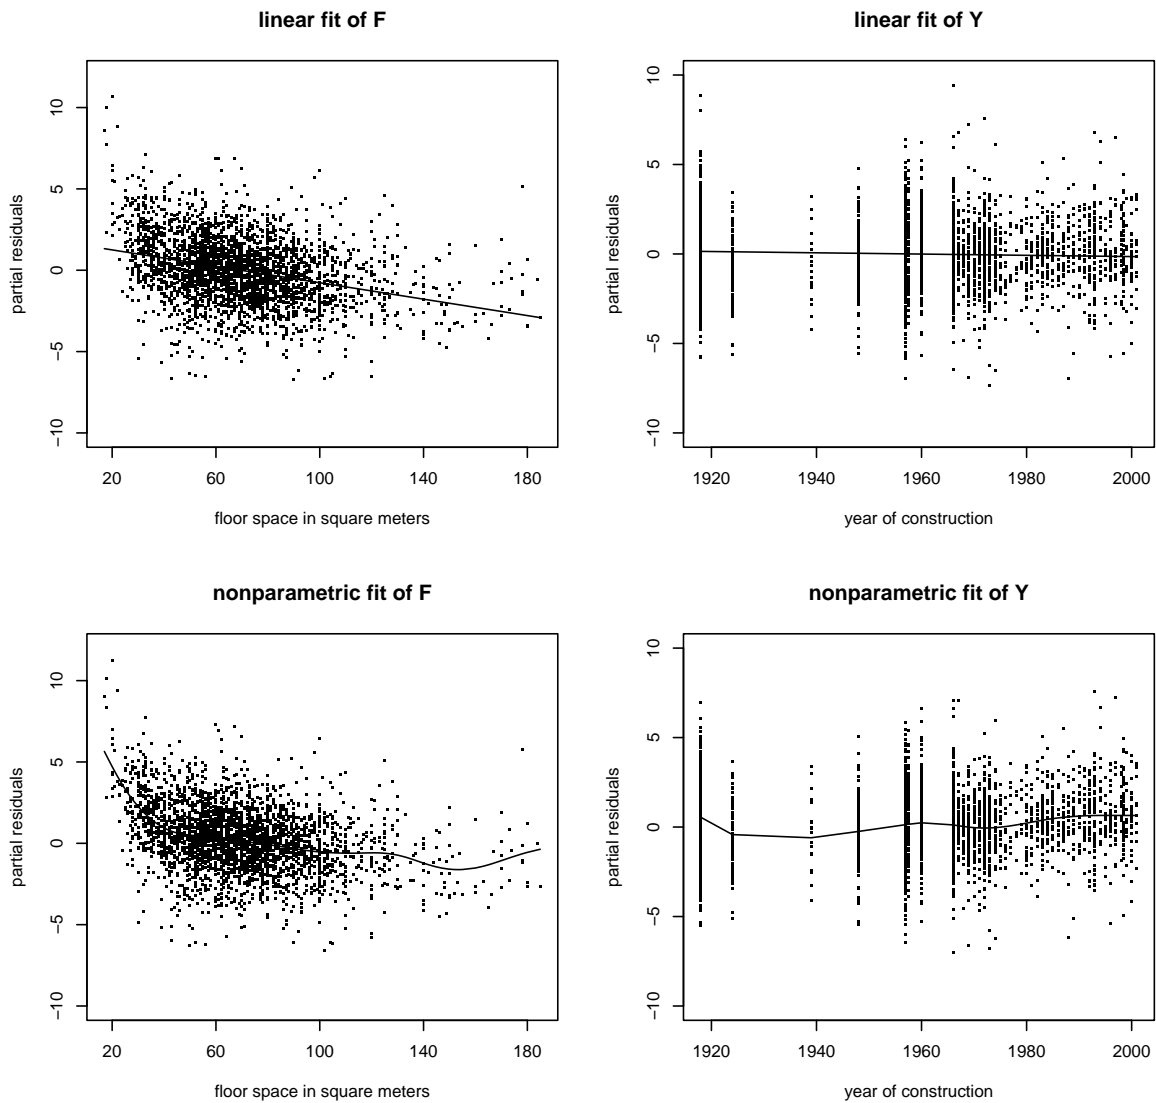 linear fit of F
partial residuals
10
5
0
−5
−10
20 60 100 140 180
floor space in square meters
linear fit of Y
partial residuals
10
5
0
−5
−10
1920 1940 1960 1980 2000
year of construction
nonparametric fit of F
partial residuals
10
5
0
−5
−10
20 60 100 140 180
floor space in square meters
nonparametric fit of Y
partial residuals
10
5
0
−5
−10
1920 1940 1960 1980 2000
year of construction